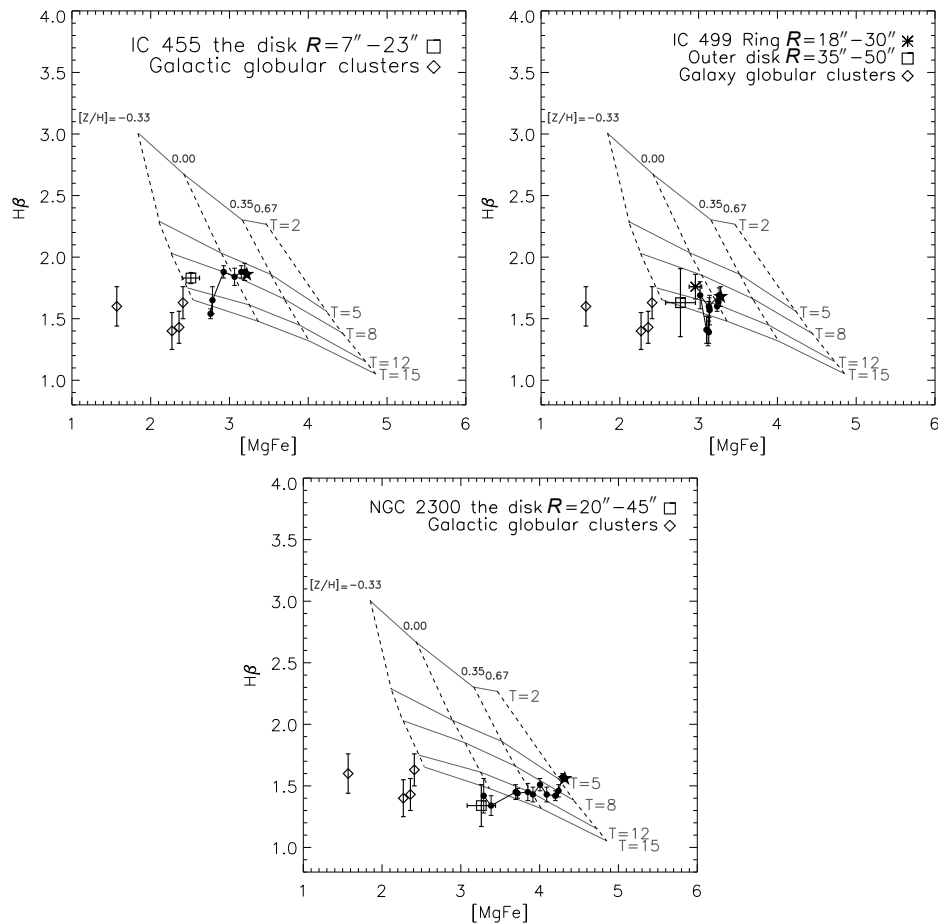 IC 455 the disk R=7″−23″
Galactic globular clusters
[Z/H]=−0.33
0.00
0.35 0.67
T=2
T=5
T=8
T=12
T=15
4.0
3.5
3.0
2.5
2.0
1.5
1.0
Hβ
1 2 3 4 5 6
[MgFe]
IC 499 Ring R=18″−30″
Outer disk R=35″−50″
Galaxy globular clusters
[Z/H]=−0.33
0.00
0.35 0.67
T=2
T=5
T=8
T=12
T=15
4.0
3.5
3.0
2.5
2.0
1.5
1.0
Hβ
1 2 3 4 5 6
[MgFe]
NGC 2300 the disk R=20″−45″
Galactic globular clusters
[Z/H]=−0.33
0.00
0.35 0.67
T=2
T=5
T=8
T=12
T=15
4.0
3.5
3.0
2.5
2.0
1.5
1.0
Hβ
1 2 3 4 5 6
[MgFe]